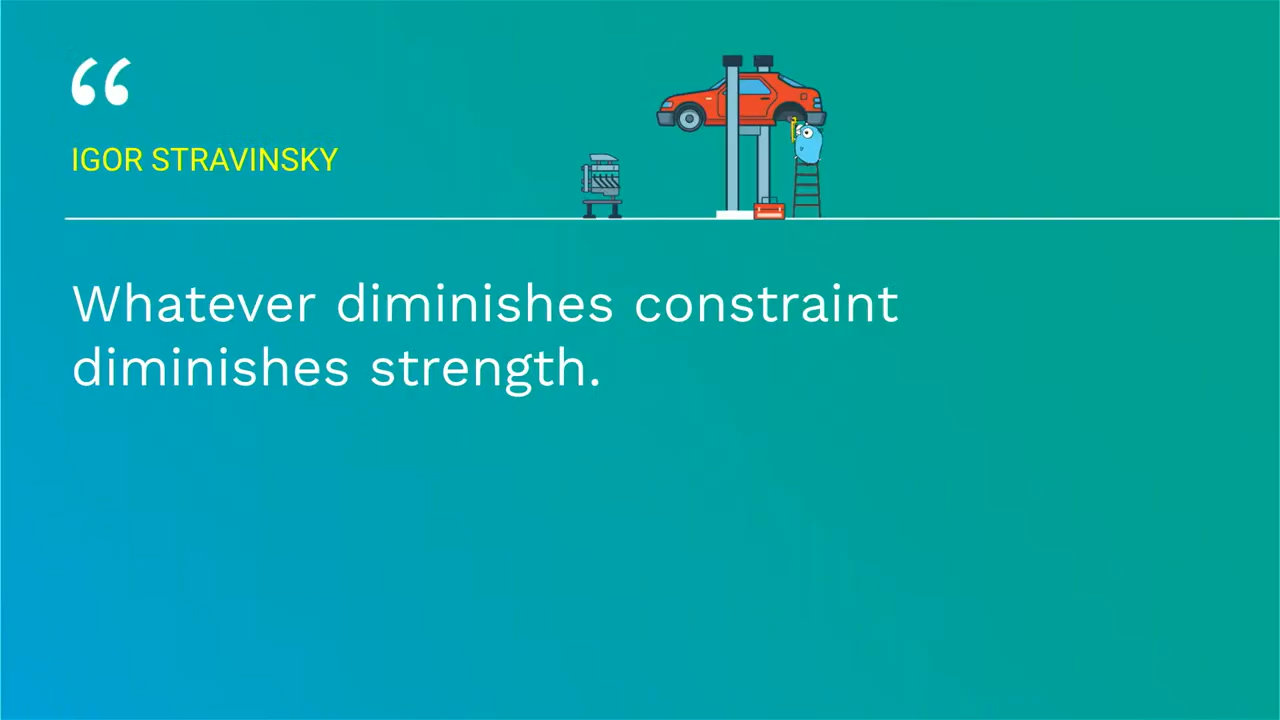 “
IGOR STRAVINSKY
Whatever diminishes constraint
diminishes strength.